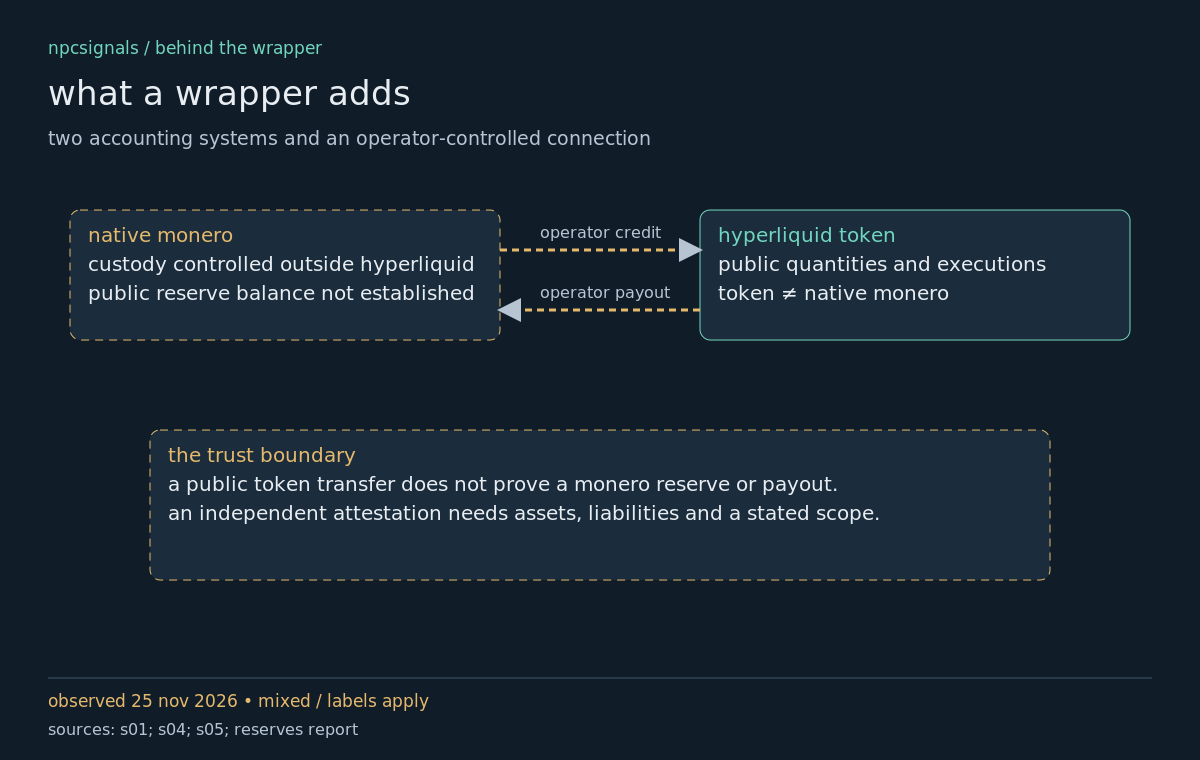 npcsignals / behind the wrapper
what a wrapper adds
two accounting systems and an operator-controlled connection
native monero
custody controlled outside hyperliquid
public reserve balance not established
operator credit
operator payout
hyperliquid token
public quantities and executions
token ≠ native monero
the trust boundary
a public token transfer does not prove a monero reserve or payout.
an independent attestation needs assets, liabilities and a stated scope.
observed 25 nov 2026 • mixed / labels apply
sources: s01; s04; s05; reserves report